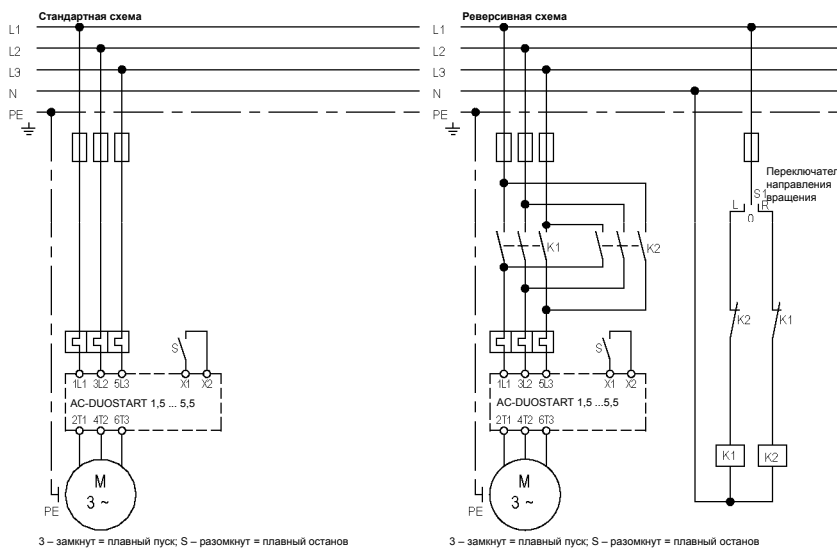 Стандартная схема
L1
L2
L3
N
PE
S
1L1 3L2 5L3 X1 X2
AC-DUOSTART 1,5 ... 5,5
2T1 4T2 6T3
M
3 ~
PE
3 – замкнут = плавный пуск; S – разомкнут = плавный останов
Реверсивная схема
L1
L2
L3
N
PE
K1 K2
S
1L1 3L2 5L3 X1 X2
AC-DUOSTART 1,5 ...5,5
2T1 4T2 6T3
M
3 ~
PE
3 – замкнут = плавный пуск; S – разомкнут = плавный останов
Переключател
направления
вращения
S1
L R
0
K2 K1
K1 K2